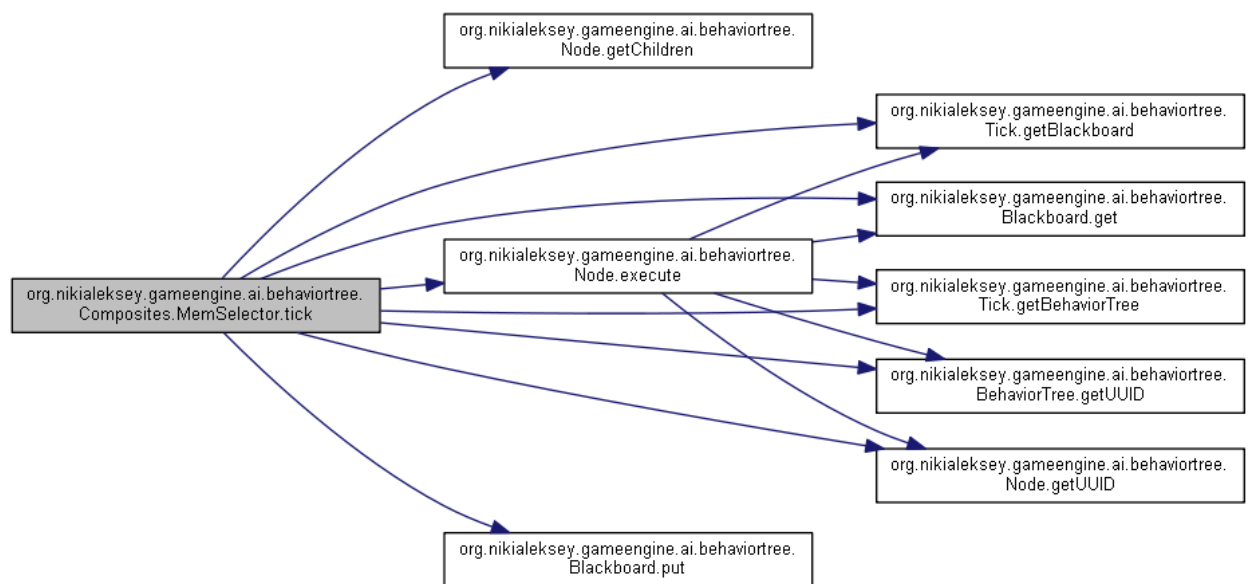 org.nikialeksey.gameengine.ai.behaviortree.
Node.getChildren
org.nikialeksey.gameengine.ai.behaviortree.
Tick.getBlackboard
org.nikialeksey.gameengine.ai.behaviortree.
Blackboard.get
org.nikialeksey.gameengine.ai.behaviortree.
Node.execute
org.nikialeksey.gameengine.ai.behaviortree.
Tick.getBehaviorTree
org.nikialeksey.gameengine.ai.behaviortree.
Composites.MemSelector.tick
org.nikialeksey.gameengine.ai.behaviortree.
BehaviorTree.getUUID
org.nikialeksey.gameengine.ai.behaviortree.
Node.getUUID
org.nikialeksey.gameengine.ai.behaviortree.
Blackboard.put